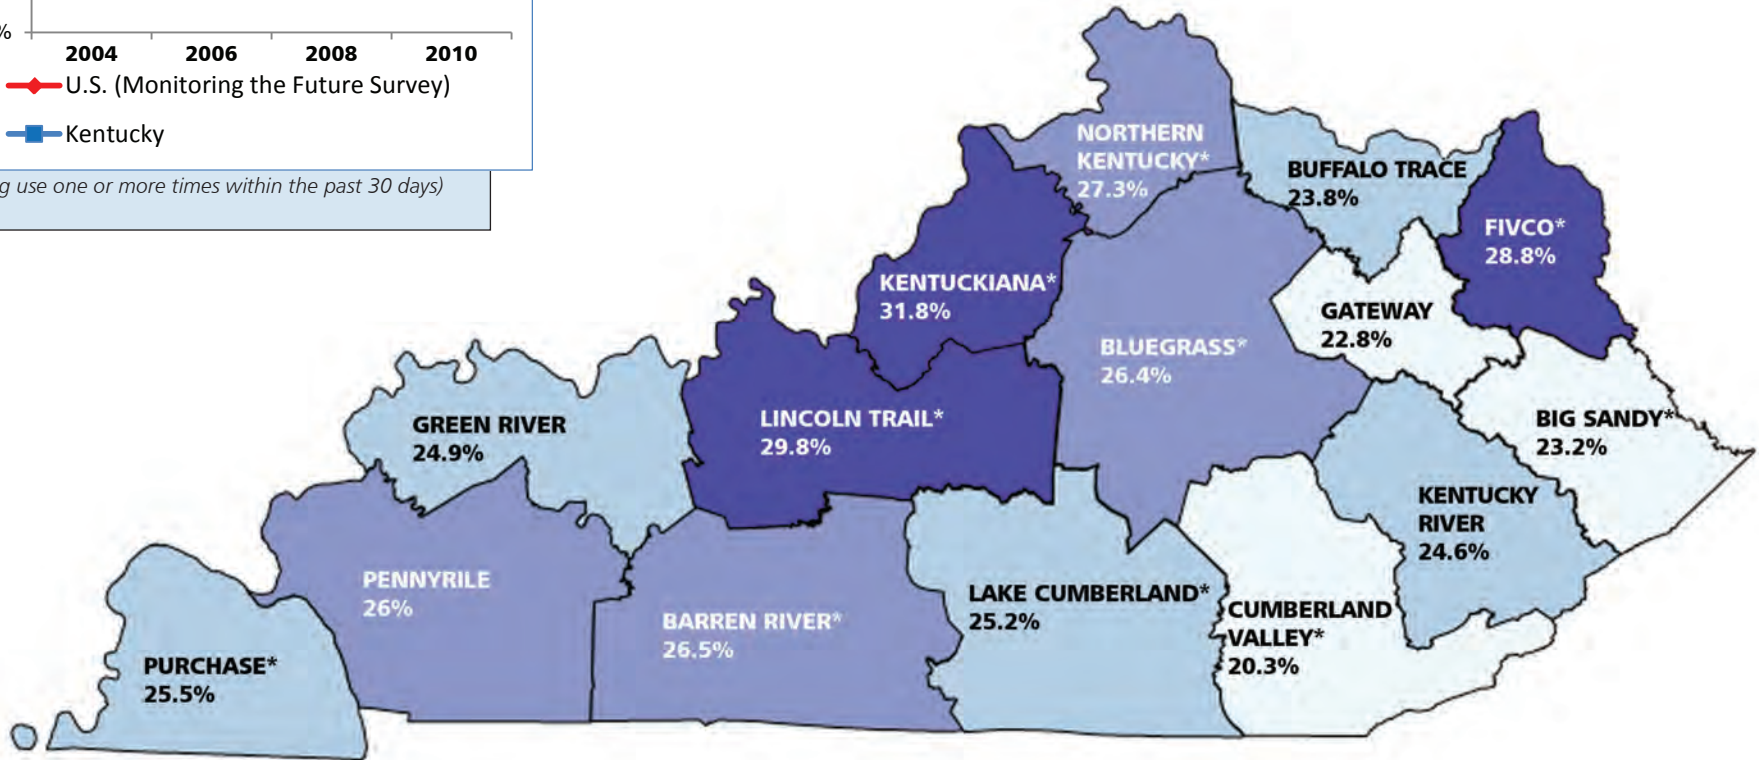 %
2004 2006 2008 2010
U.S. (Monitoring the Future Survey)
Kentucky
g use one or more times within the past 30 days)
NORTHERN
KENTUCKY*
27.3%
BUFFALO TRACE
23.8%
FIVCO*
28.8%
KENTUCKIANA*
31.8%
GATEWAY
22.8%
BLUEGRASS*
26.4%
LINCOLN TRAIL*
29.8%
GREEN RIVER
24.9%
BIG SANDY*
23.2%
KENTUCKY
RIVER
24.6%
PENNYRILE
26%
BARREN RIVER*
26.5%
LAKE CUMBERLAND*
25.2%
CUMBERLAND
VALLEY*
20.3%
PURCHASE*
25.5%